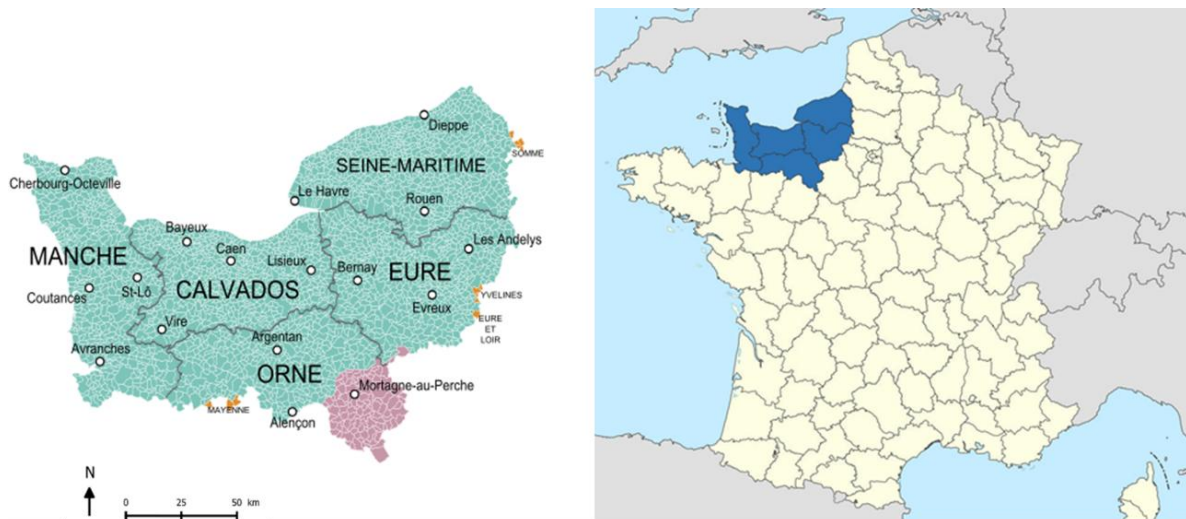 Dieppe
SOMME
SEINE-MARITIME
Cherbourg-Octeville
Le Havre
Rouen
Bayeux
Les Andelys
MANCHE
Caen
Lisieux
Bernay
EURE
St-Lô
CALVADOS
Coutances
Evreux
YVELINES
EURE
ET
LOIR
Vire
Argentan
Avranches
ORNE
Mortagne-au-Perche
MAYENNE
Alençon
N
0 25 50 km